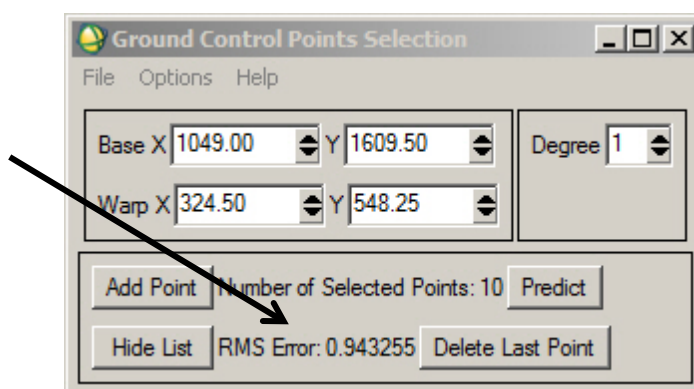 Ground Control Points Selection
File Options Help
Base X 1049.00 Y 1609.50 Degree 1
Warp X 324.50 Y 548.25
Add Point Number of Selected Points: 10 Predict
Hide List RMS Error: 0.943255 Delete Last Point